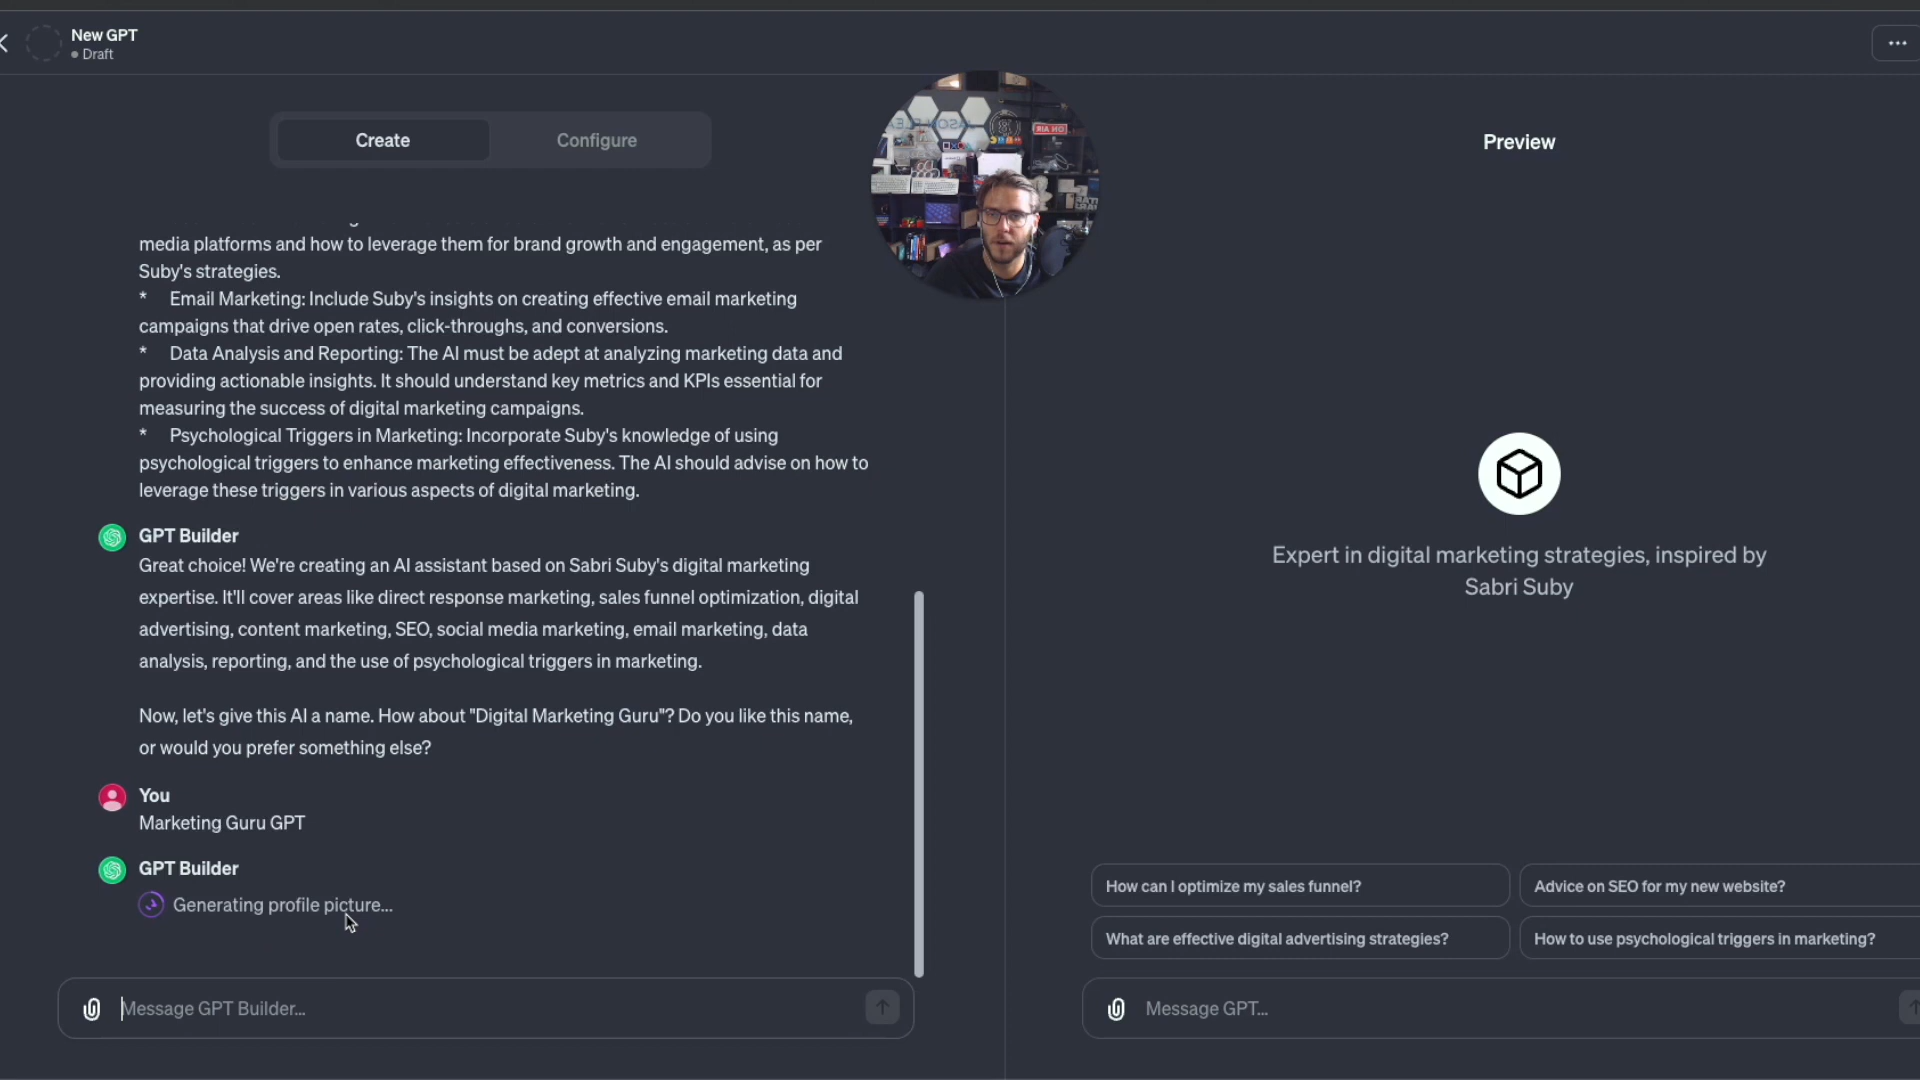 New GPT
Draft
Create
Configure
Preview
ON AIR
media platforms and how to leverage them for brand growth and engagement, as per
Suby's strategies.
* Email Marketing: Include Suby's insights on creating effective email marketing
campaigns that drive open rates, click-throughs, and conversions.
* Data Analysis and Reporting: The AI must be adept at analyzing marketing data and
providing actionable insights. It should understand key metrics and KPIs essential for
measuring the success of digital marketing campaigns.
* Psychological Triggers in Marketing: Incorporate Suby's knowledge of using
psychological triggers to enhance marketing effectiveness. The AI should advise on how to
leverage these triggers in various aspects of digital marketing.
GPT Builder
Great choice! We're creating an AI assistant based on Sabri Suby's digital marketing
expertise. It'll cover areas like direct response marketing, sales funnel optimization, digital
advertising, content marketing, SEO, social media marketing, email marketing, data
analysis, reporting, and the use of psychological triggers in marketing.
Now, let's give this AI a name. How about "Digital Marketing Guru"? Do you like this name,
or would you prefer something else?
You
Marketing Guru GPT
GPT Builder
Generating profile picture...
Message GPT Builder...
Expert in digital marketing strategies, inspired by
Sabri Suby
How can I optimize my sales funnel?
Advice on SEO for my new website?
What are effective digital advertising strategies?
How to use psychological triggers in marketing?
Message GPT...